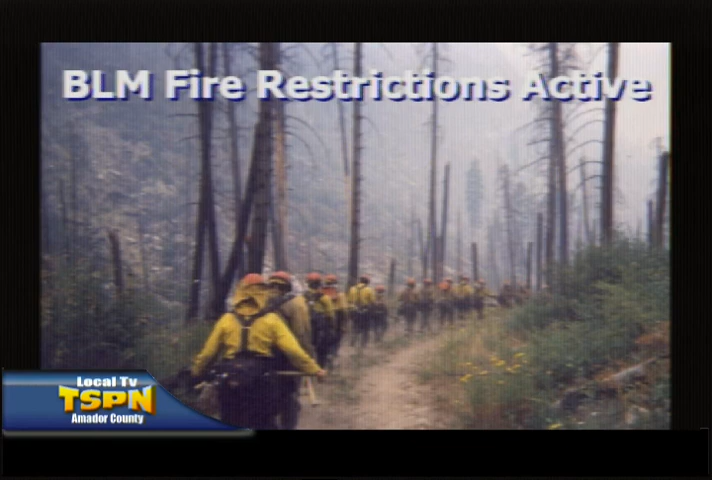 BLM Fire Restrictions Active
Local Tv
TSPN
Amador County